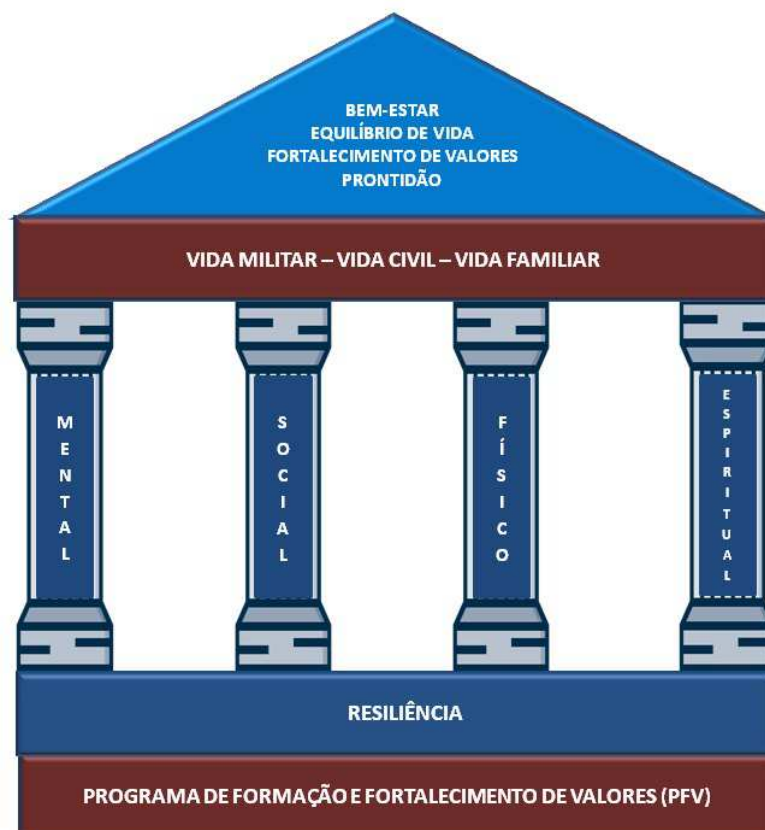 BEM-ESTAR
EQUILÍBRIO DE VIDA
FORTALECIMENTO DE VALORES
PRONTIDÃO
VIDA MILITAR – VIDA CIVIL – VIDA FAMILIAR
MENTAL
SOCIAL
FÍSICO
ESPIRITUAL
RESILIÊNCIA
PROGRAMA DE FORMAÇÃO E FORTALECIMENTO DE VALORES (PFV)